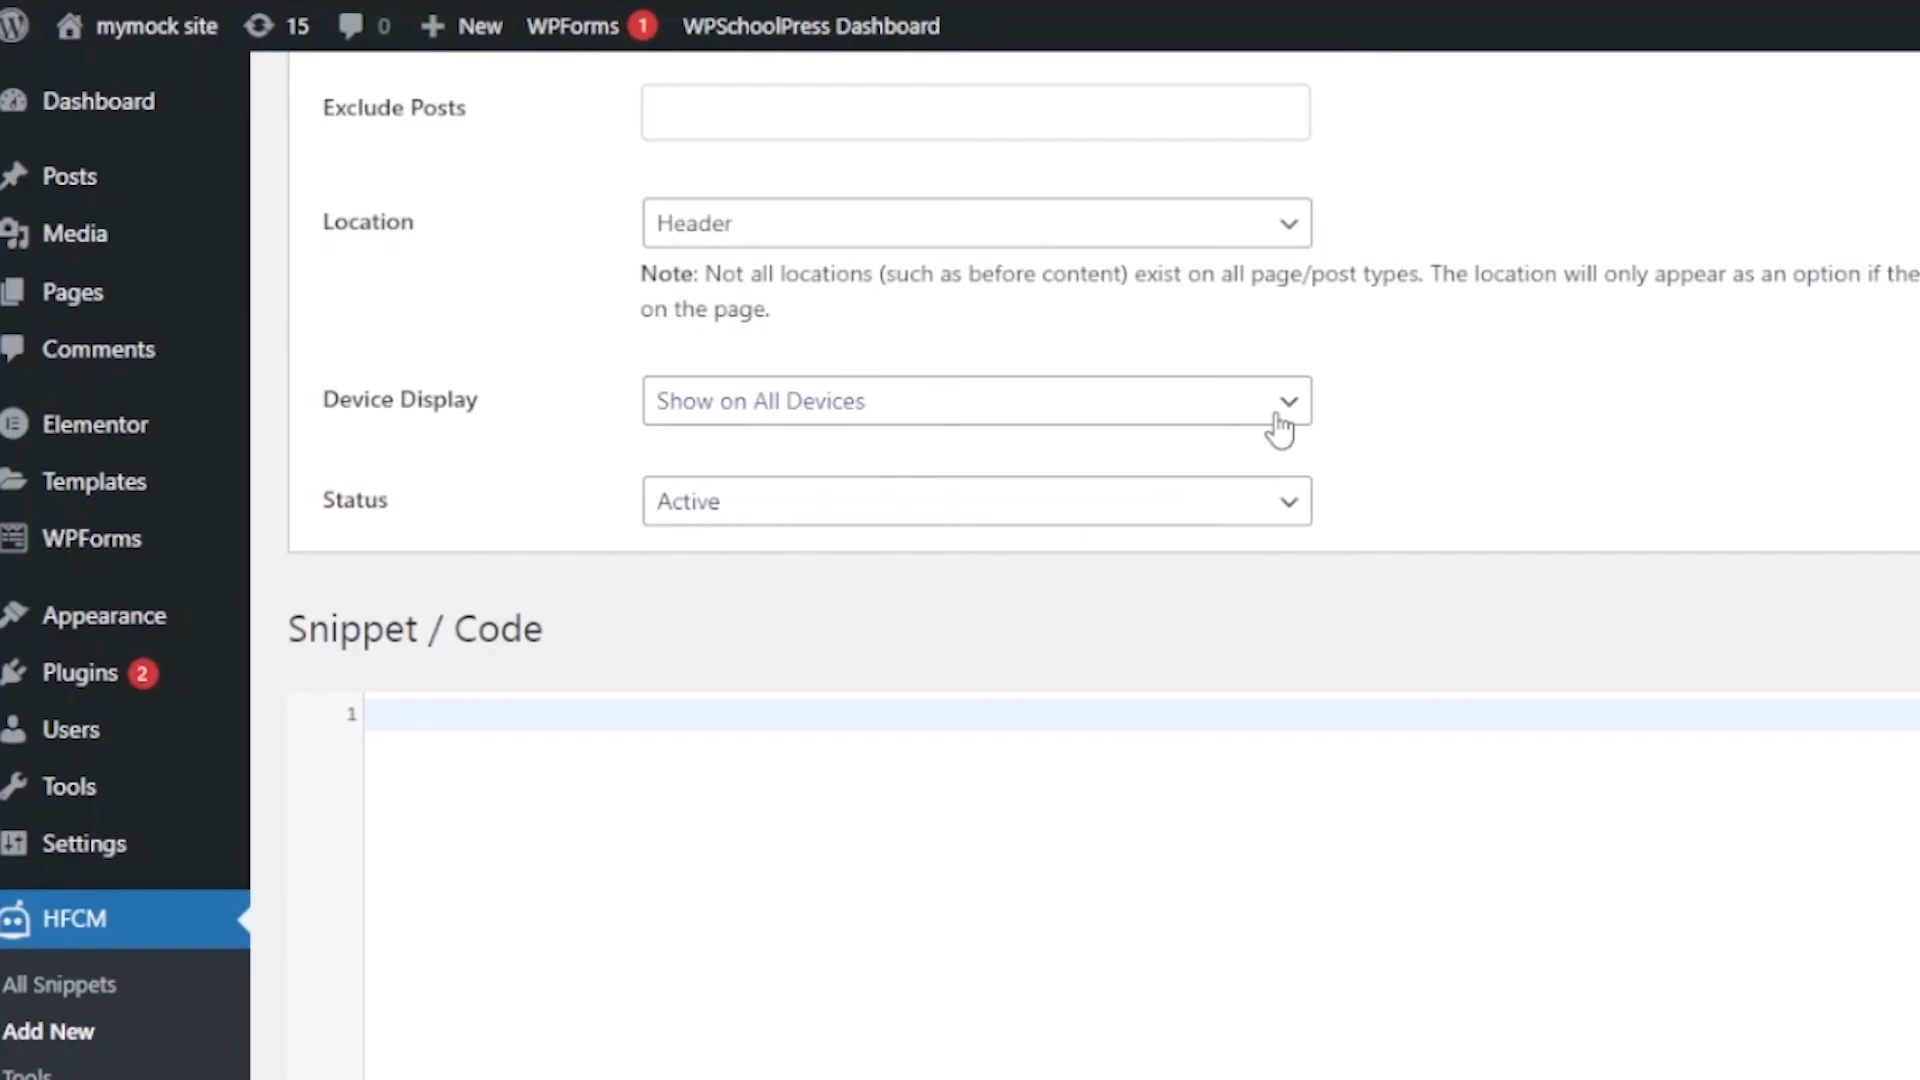 mymock site 15 0 New WPForms 1 WPSchoolPress Dashboard
Dashboard
Posts
Media
Pages
Comments
Elementor
Templates
WPForms
Appearance
Plugins 2
Users
Tools
Settings
HFCM
All Snippets
Add New
Tools
Exclude Posts
Location
Header
Note: Not all locations (such as before content) exist on all page/post types. The location will only appear as an option if the
on the page.
Device Display
Show on All Devices
Status
Active
Snippet / Code
1